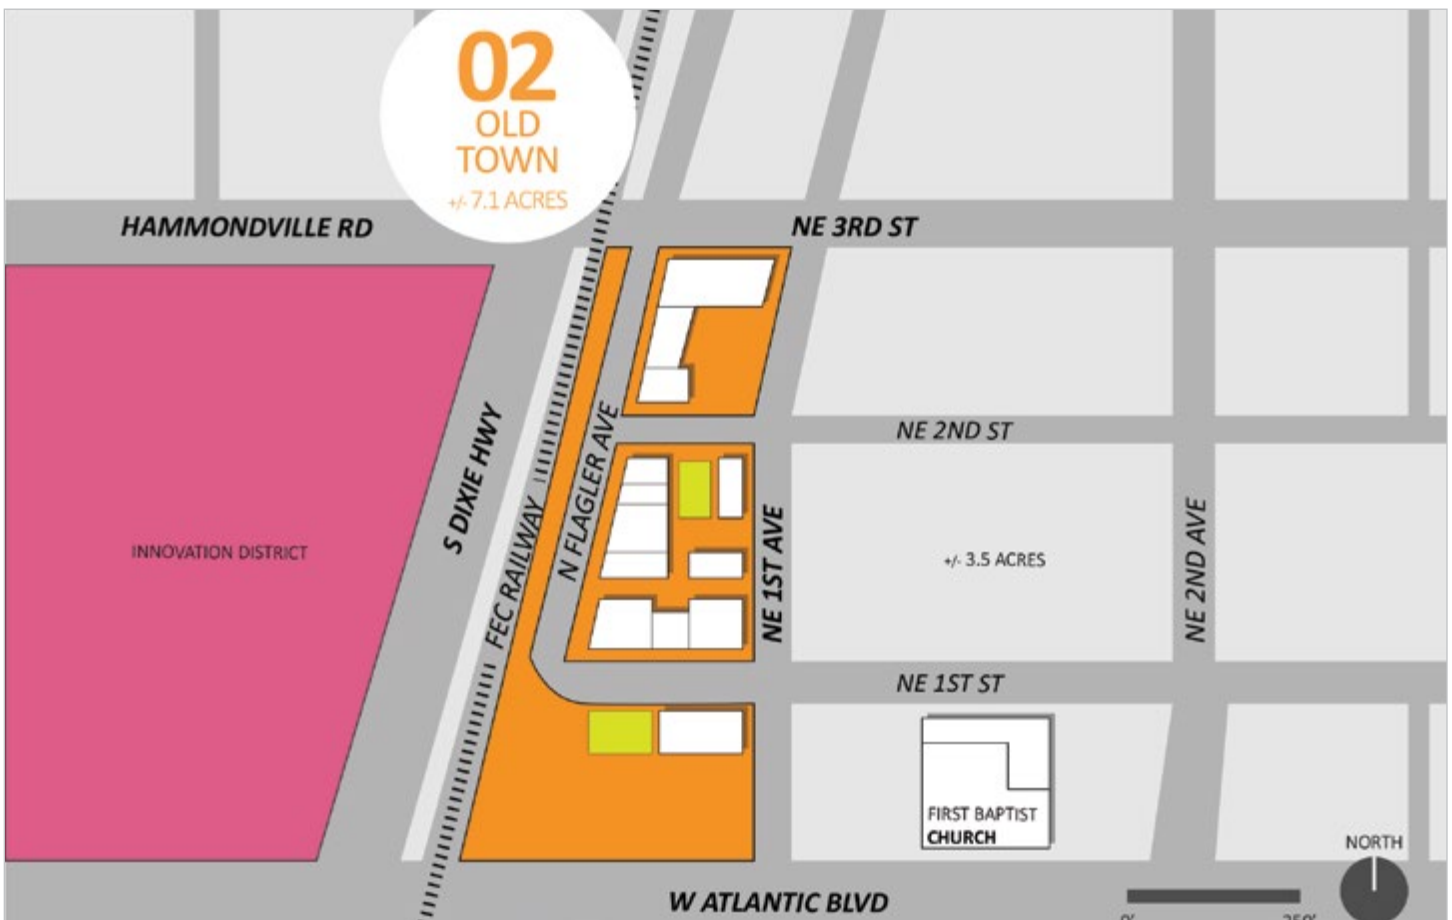 02
OLD
TOWN
+/- 7.1 ACRES
HAMMONDVILLE RD
NE 3RD ST
NE 2ND ST
S DIXIE HWY
N FLAGLER AVE
FEC RAILWAY
INNOVATION DISTRICT
NE 1ST AVE
+/- 3.5 ACRES
NE 2ND AVE
NE 1ST ST
FIRST BAPTIST
CHURCH
NORTH
W ATLANTIC BLVD